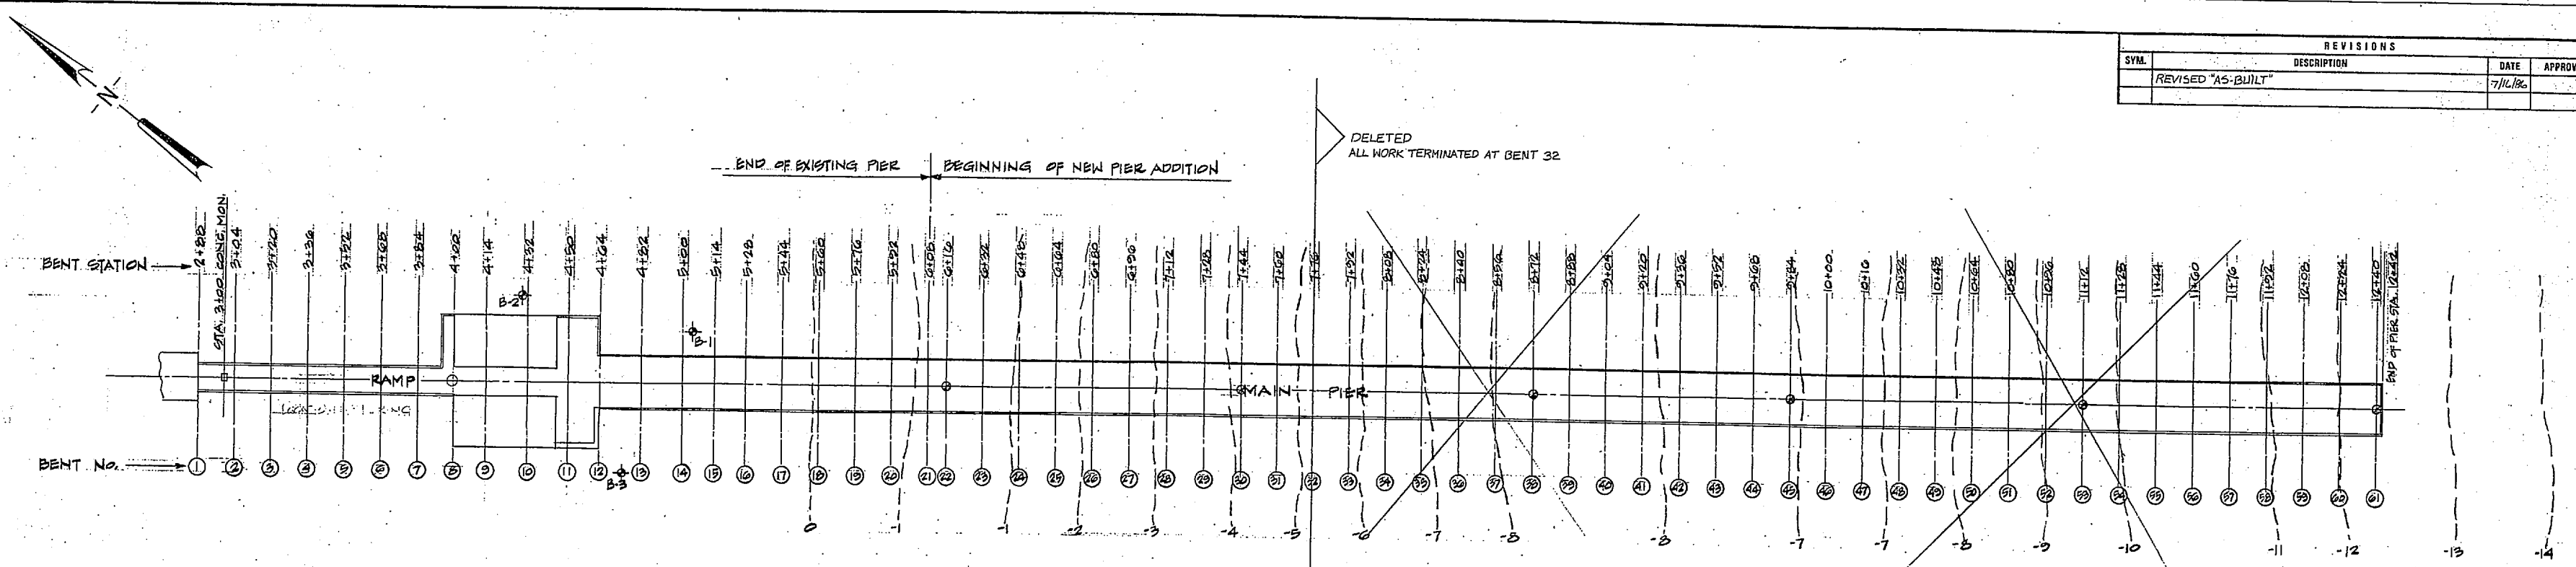 REVISIONS
SYM. DESCRIPTION DATE APPROV
REVISED "AS-BUILT" 7/16/86
N
DELETED
ALL WORK TERMINATED AT BENT 32
END OF EXISTING PIER BEGINNING OF NEW PIER ADDITION
BENT STATION 2+88 STA. 3+00 CONC. MON. 3+04 3+20 3+36 3+52 3+68 3+84 4+00 4+14 4+32 4+50 4+64 4+82 5+00 5+14 5+28 5+44 5+60 5+76 5+92 6+08 6+16 6+32 6+48 6+64 6+80 6+96 7+12 7+28 7+44 7+60 7+76 7+92 8+08 8+24 8+40 8+56 8+72 8+88 9+04 9+20 9+36 9+52 9+68 9+84 10+00 10+16 10+32 10+48 10+64 10+80 10+96 11+12 11+28 11+44 11+60 11+76 11+92 12+08 12+24 12+40 END OF PIER STA. 12+42
B-2
B-1
RAMP MAIN PIER
BENT NO. 1 2 3 4 5 6 7 8 9 10 11 12 13 14 15 16 17 18 19 20 21 22 23 24 25 26 27 28 29 30 31 32 33 34 35 36 37 38 39 40 41 42 43 44 45 46 47 48 49 50 51 52 53 54 55 56 57 58 59 60 61
B-3
0 -1 -1 -2 -3 -4 -5 -6 -7 -8 -8 -7 -7 -8 -9 -10 -11 -12 -13 -14